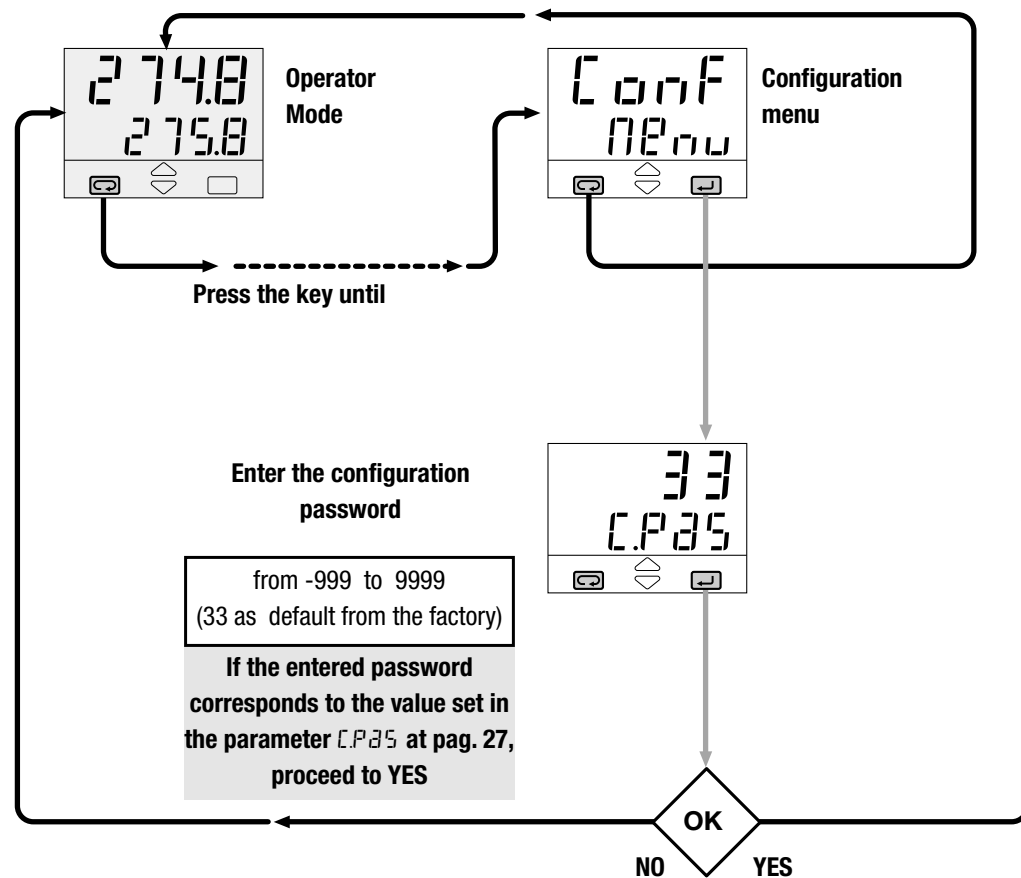 274.8
275.8
Operator
Mode
Conf
Menu
Configuration
menu
Press the key until
Enter the configuration
password
33
C.PaS
from -999 to 9999
(33 as default from the factory)
If the entered password
corresponds to the value set in
the parameter C.PaS at pag. 27,
proceed to YES
OK
NO
YES